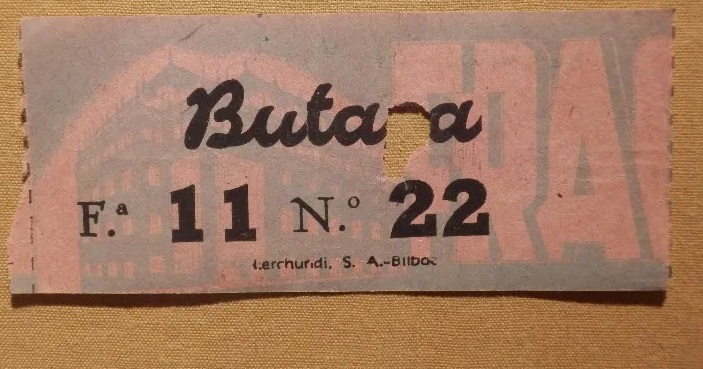 Butaca
F.ª 11 N.º 22
Lerchundi, S. A.-Bilbao